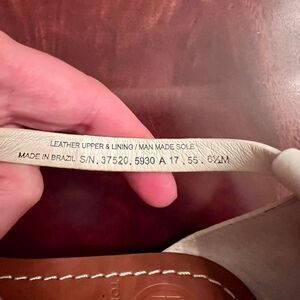 LEATHER UPPER & LINING / MAN MADE SOLE
MADE IN BRAZIL S/N, 37520, 5930 A 17, 55, 6½M